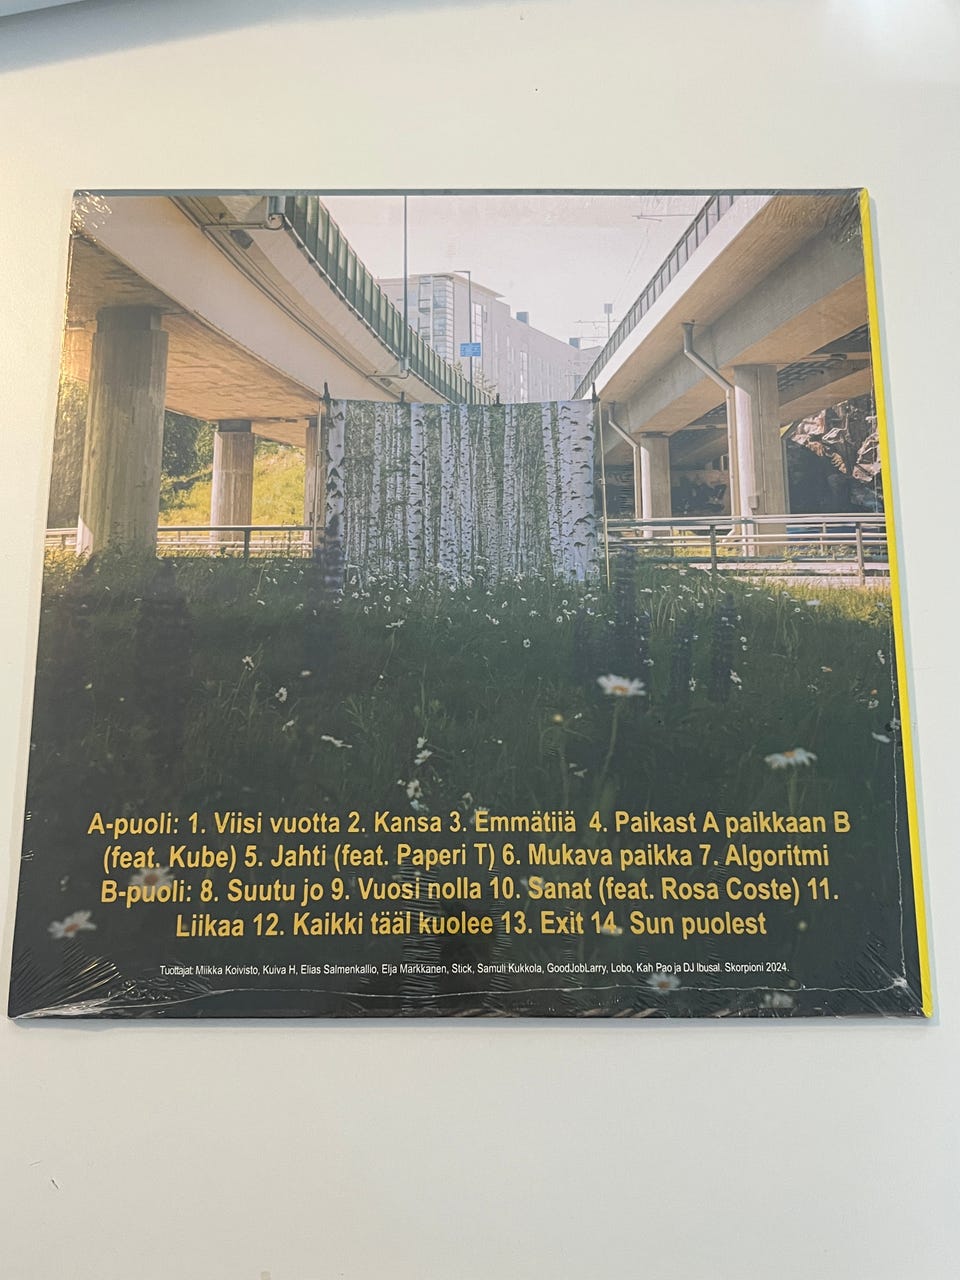 A-puoli: 1. Viisi vuotta 2. Kansa 3. Emmätiiä 4. Paikast A paikkaan B
(feat. Kube) 5. Jahti (feat. Paperi T) 6. Mukava paikka 7. Algoritmi
B-puoli: 8. Suutu jo 9. Vuosi nolla 10. Sanat (feat. Rosa Coste) 11.
Liikaa 12. Kaikki tääl kuolee 13. Exit 14. Sun puolest
Tuottajat: Miikka Koivisto, Kuiva H, Elias Salmenkallio, Elja Markkanen, Stick, Samuli Kukkola, GoodJobLarry, Lobo, Kah Pao ja DJ Ibusal. Skorpioni 2024.